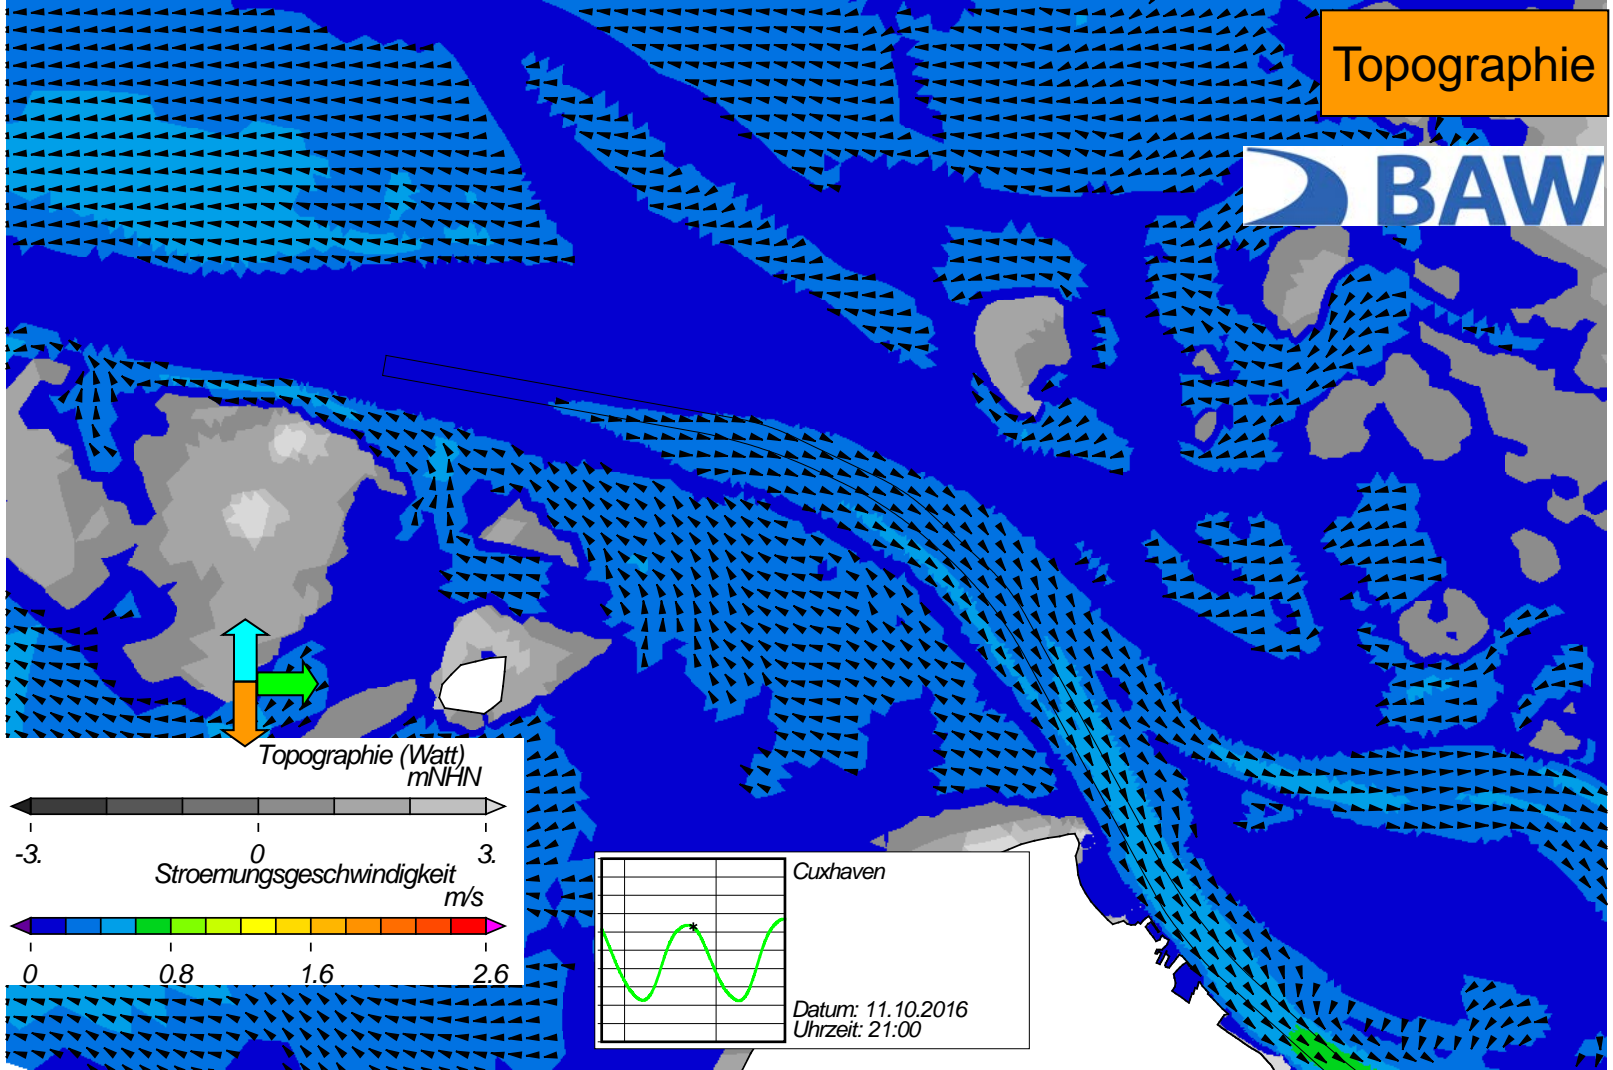 Topographie
BAW
Topographie (Watt)
mNHN
-3. 0 3.
Stroemungsgeschwindigkeit
m/s
0 0.8 1.6 2.6
Cuxhaven
Datum: 11.10.2016
Uhrzeit: 21:00